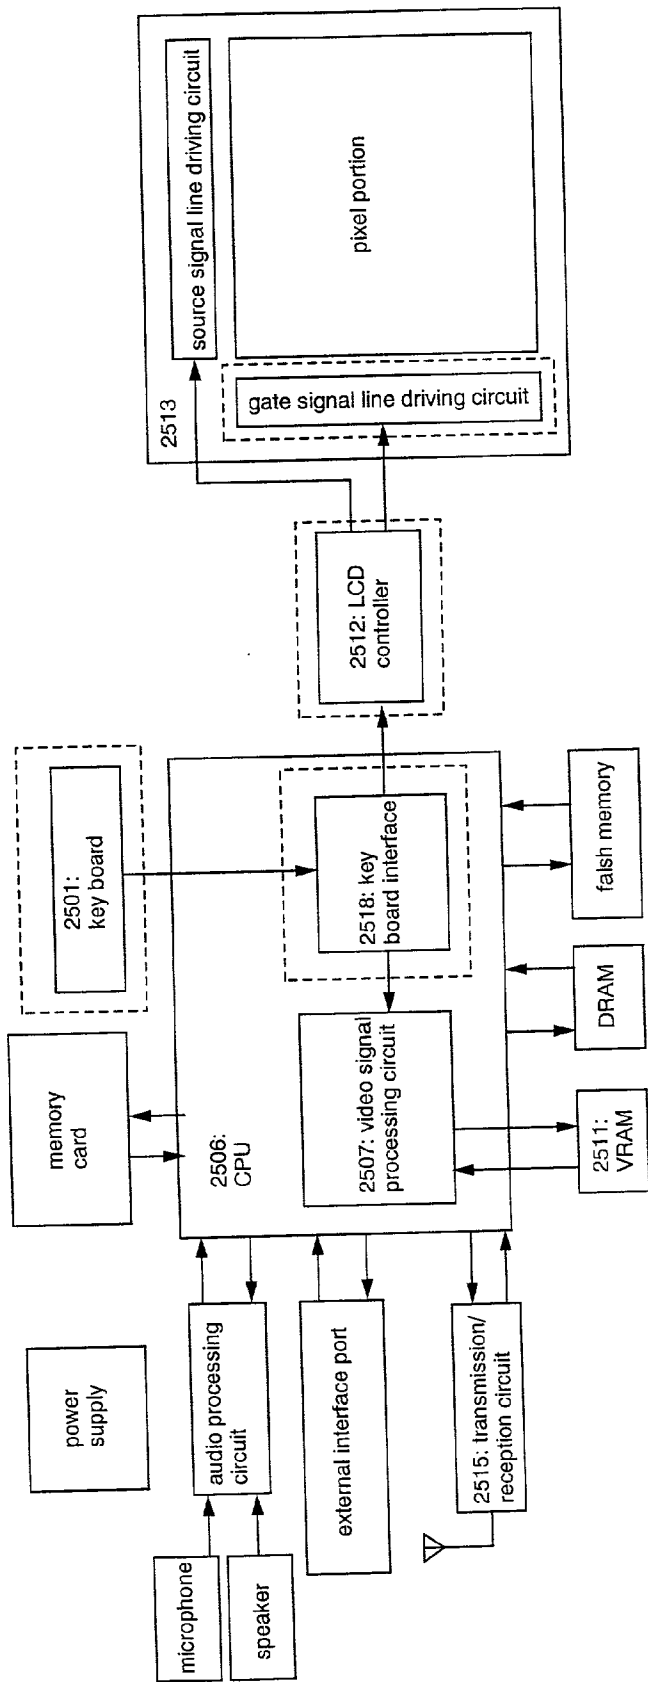 microphone
speaker
power
supply
audio processing
circuit
external interface port
2515: transmission/
reception circuit
memory
card
2501:
key board
2506:
CPU
2507: video signal
processing circuit
2518: key
board interface
2511:
VRAM
DRAM
falsh memory
2512: LCD
controller
2513
source signal line driving circuit
gate signal line driving circuit
pixel portion